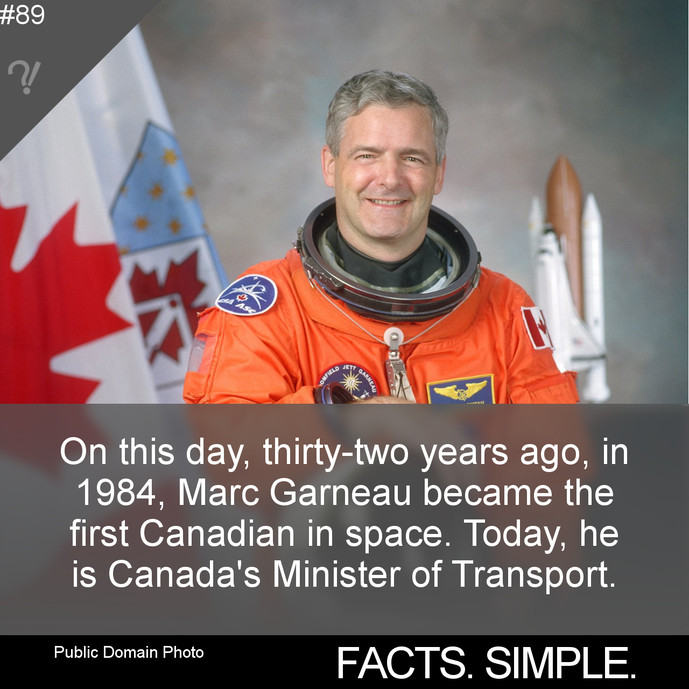 #89
?!
ASC
On this day, thirty-two years ago, in
1984, Marc Garneau became the
first Canadian in space. Today, he
is Canada's Minister of Transport.
Public Domain Photo
FACTS. SIMPLE.